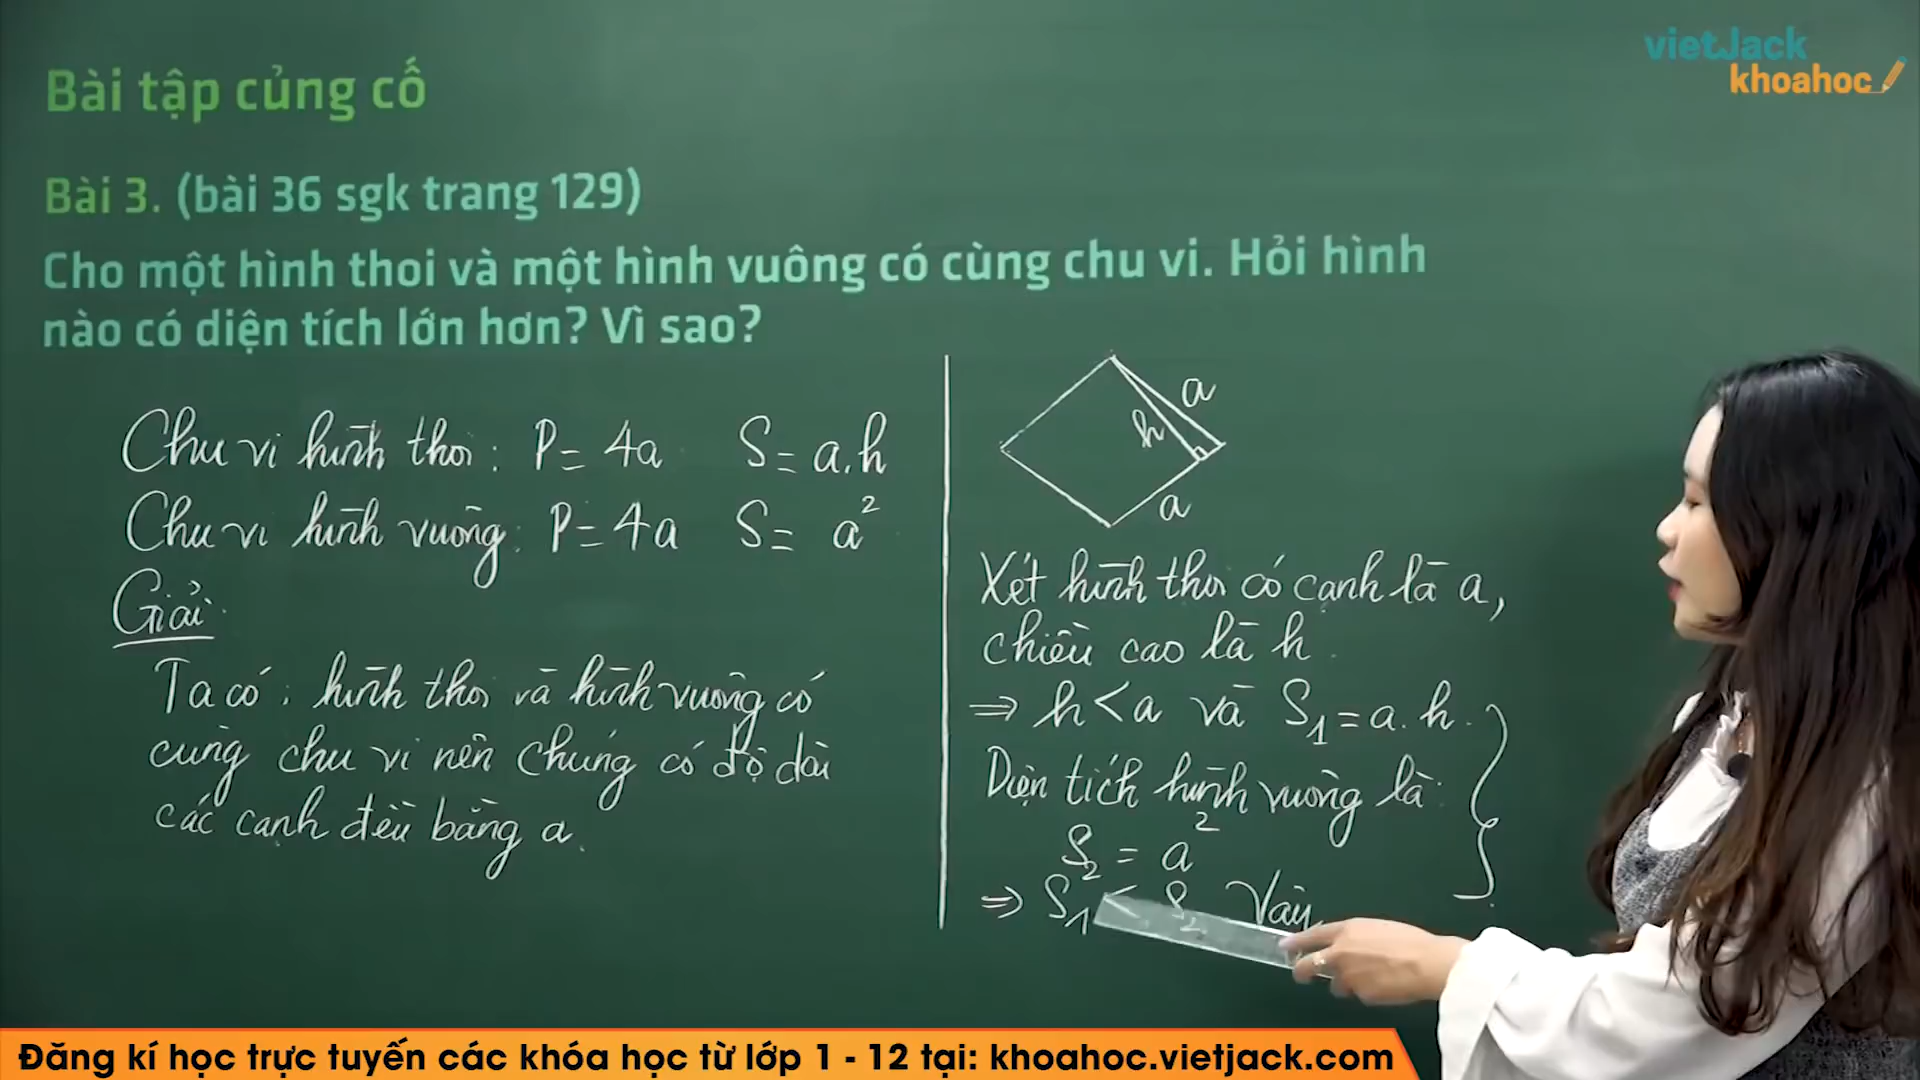 vietJack
khoahoc
Bài tập củng cố
Bài 3. (bài 36 sgk trang 129)
Cho một hình thoi và một hình vuông có cùng chu vi. Hỏi hình
nào có diện tích lớn hơn? Vì sao?
Chu vi hình thoi: P = 4a S = a.h
Chu vi hình vuông: P = 4a S = a²
Giải:
Ta có: hình thoi và hình vuông có
cùng chu vi nên chúng có độ dài
các cạnh đều bằng a.
a
h
a
Xét hình thoi có cạnh là a,
chiều cao là h.
⇒ h < a và S₁ = a.h.
Diện tích hình vuông là:
S₂ = a²
⇒ S₁ < S₂ Vậy
Đăng kí học trực tuyến các khóa học từ lớp 1 - 12 tại: khoahoc.vietjack.com